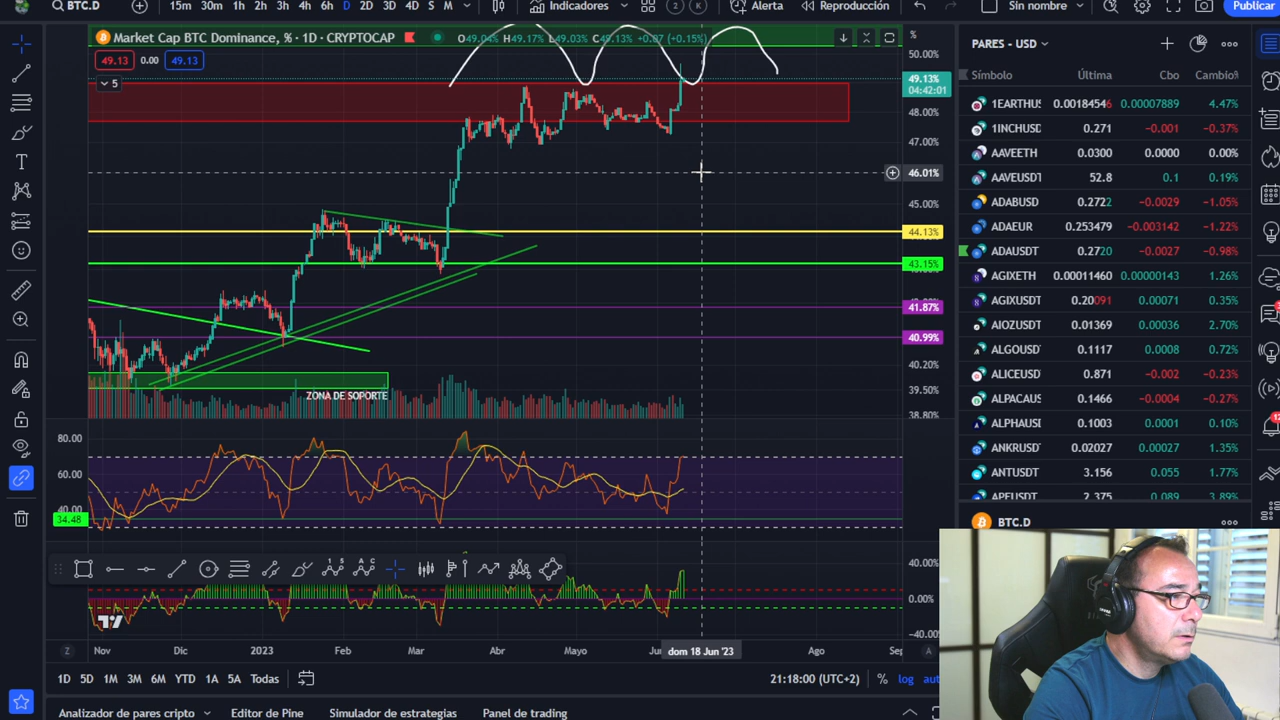 BTC.D 15m 30m 1h 2h 3h 4h 6h D 2D 3D 4D S M Indicadores Alerta Reproducción Sin nombre Publicar
Market Cap BTC Dominance, % · 1D · CRYPTOCAP O49.04% H49.17% L49.03% C49.13% +0.07 (+0.15%)
49.13 0.00 49.13
5
%
50.00%
49.13%
04:42:01
48.00%
47.00%
46.01%
45.00%
44.13%
43.15%
41.87%
40.99%
40.20%
39.50%
38.80%
ZONA DE SOPORTE
80.00
60.00
40.00
34.48
40.00%
0.00%
−40.00%
Z Nov Dic 2023 Feb Mar Abr Mayo dom 18 Jun '23 Ago A
1D 5D 1M 3M 6M YTD 1A 5A Todas 21:18:00 (UTC+2) % log
Analizador de pares cripto Editor de Pine Simulador de estrategias Panel de trading
PARES - USD
Símbolo Última Cbo Cambio%
1EARTHUS 0.00184546 0.00007889 4.47%
1INCHUSD 0.271 −0.001 −0.37%
AAVEETH 0.0300 0.0000 0.00%
AAVEUSDT 52.8 0.1 0.19%
ADABUSD 0.2722 −0.0029 −1.05%
ADAEUR 0.253479 −0.003142 −1.22%
ADAUSDT 0.2720 −0.0027 −0.98%
AGIXETH 0.00011460 0.00000143 1.26%
AGIXUSDT 0.20091 0.00071 0.35%
AIOZUSDT 0.01369 0.00036 2.70%
ALGOUSD 0.1117 0.0008 0.72%
ALICEUSD 0.871 −0.002 −0.23%
ALPACAUS 0.1466 −0.0004 −0.27%
ALPHAUSI 0.1003 0.0001 0.10%
ANKRUSD 0.02027 0.00027 1.35%
ANTUSDT 3.156 0.055 1.77%
APEUSDT 2.375 0.089 3.89%
BTC.D